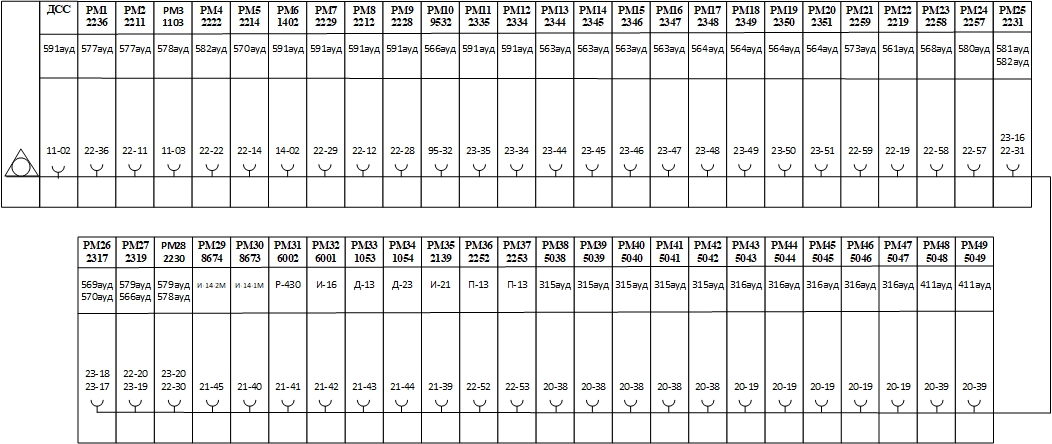 ДСС РМ1 РМ2 РМ3 РМ4 РМ5 РМ6 РМ7 РМ8 РМ9 РМ10 РМ11 РМ12 РМ13 РМ14 РМ15 РМ16 РМ17 РМ18 РМ19 РМ20 РМ21 РМ22 РМ23 РМ24 РМ25
2236 2211 1103 2222 2214 1402 2229 2212 2228 9532 2335 2334 2344 2345 2346 2347 2348 2349 2350 2351 2259 2219 2258 2257 2231
591ауд 577ауд 577ауд 578ауд 582ауд 570ауд 591ауд 591ауд 591ауд 591ауд 566ауд 591ауд 591ауд 563ауд 563ауд 563ауд 563ауд 564ауд 564ауд 564ауд 564ауд 573ауд 561ауд 568ауд 580ауд 581ауд
582ауд
23-16
11-02 22-36 22-11 11-03 22-22 22-14 14-02 22-29 22-12 22-28 95-32 23-35 23-34 23-44 23-45 23-46 23-47 23-48 23-49 23-50 23-51 22-59 22-19 22-58 22-57 22-31
РМ26 РМ27 РМ28 РМ29 РМ30 РМ31 РМ32 РМ33 РМ34 РМ35 РМ36 РМ37 РМ38 РМ39 РМ40 РМ41 РМ42 РМ43 РМ44 РМ45 РМ46 РМ47 РМ48 РМ49
2317 2319 2230 8674 8673 6002 6001 1053 1054 2139 2252 2253 5038 5039 5040 5041 5042 5043 5044 5045 5046 5047 5048 5049
569ауд 579ауд 579ауд И-14-2М И-14-1М Р-430 И-16 Д-13 Д-23 И-21 П-13 П-13 315ауд 315ауд 315ауд 315ауд 315ауд 316ауд 316ауд 316ауд 316ауд 316ауд 411ауд 411ауд
570ауд 566ауд 578ауд
23-18 22-20 23-20
23-17 23-19 22-30 21-45 21-40 21-41 21-42 21-43 21-44 21-39 22-52 22-53 20-38 20-38 20-38 20-38 20-38 20-19 20-19 20-19 20-19 20-19 20-39 20-39